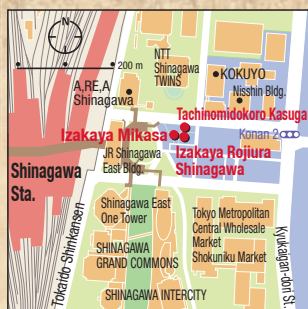 N
200 m
NTT
Shinagawa
TWINS
KOKUYO
Nisshin Bldg.
A,RE,A
Shinagawa
Tachinomidokoro Kasuga
Izakaya Mikasa
Konan 2
Izakaya Rojiura
Shinagawa
JR Shinagawa
East Bldg.
Shinagawa
Sta.
Shinagawa East
One Tower
Tokyo Metropolitan
Central Wholesale
Market
Shokuniku Market
SHINAGAWA
GRAND COMMONS
SHINAGAWA INTERCITY
Tokaido Shinkansen
Kyukaigan-dori St.